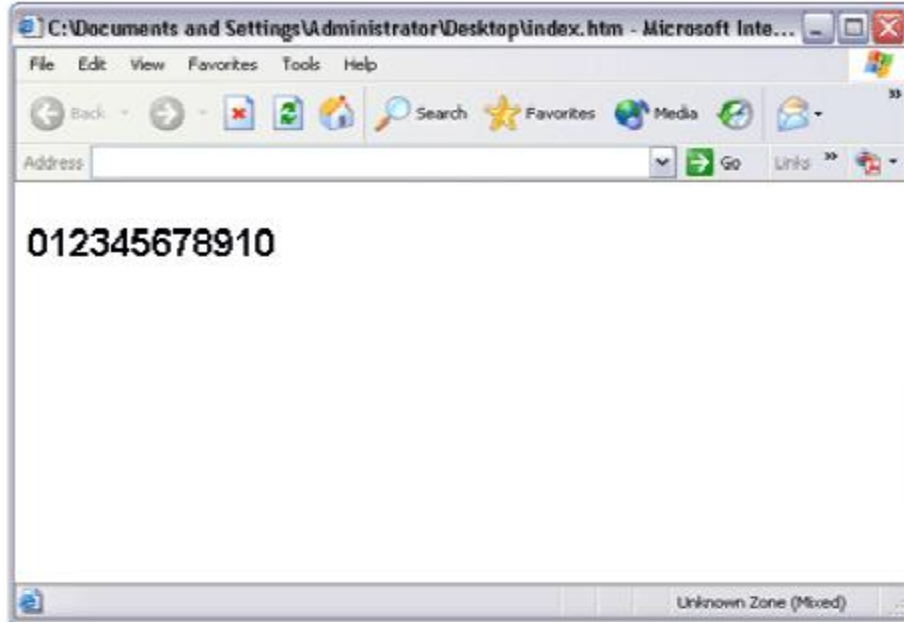 C:\Documents and Settings\Administrator\Desktop\index.htm - Microsoft Inte...
File Edit View Favorites Tools Help
Back Search Favorites Media »
Address Go Links »
012345678910
Unknown Zone (Mixed)